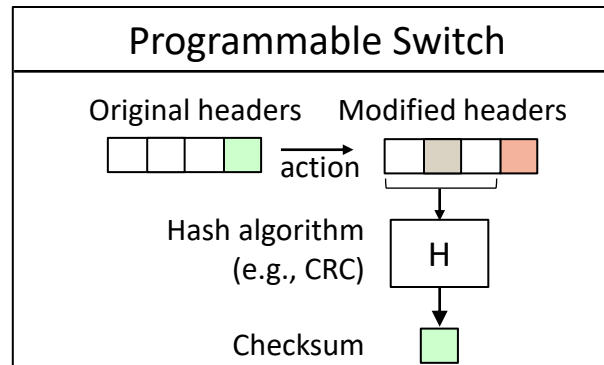 Programmable Switch
Original headers
Modified headers
action
Hash algorithm
(e.g., CRC)
H
Checksum